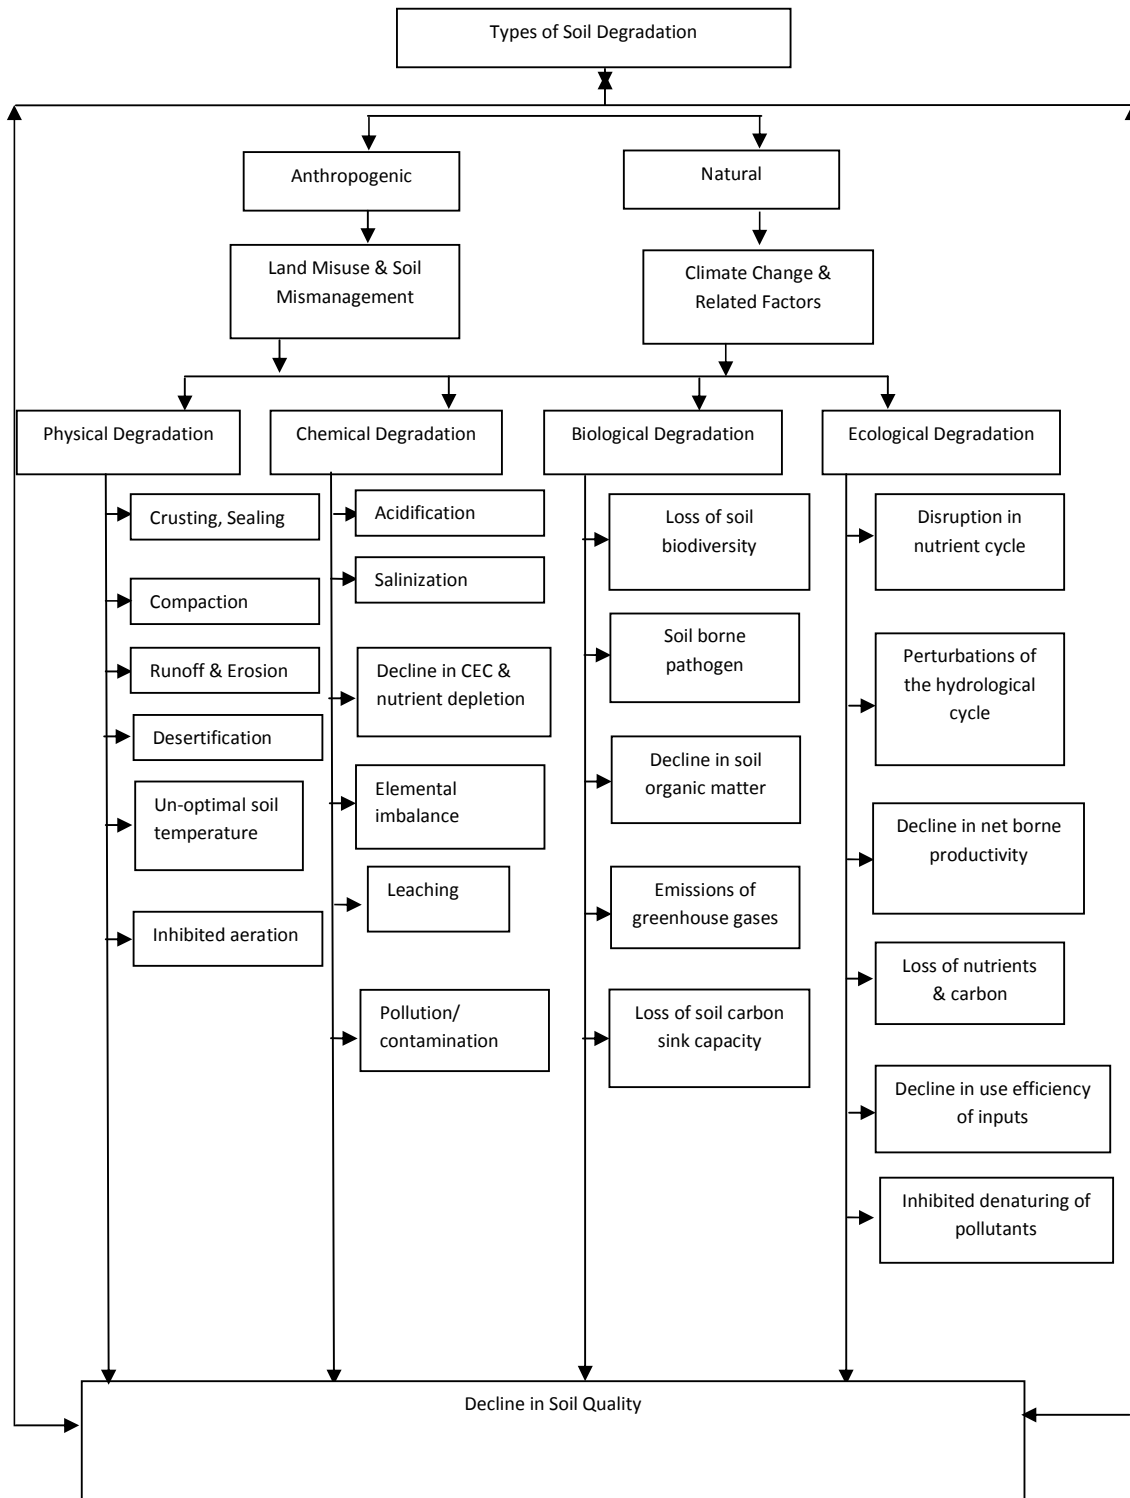 Types of Soil Degradation
Anthropogenic
Natural
Land Misuse & Soil
Mismanagement
Climate Change &
Related Factors
Physical Degradation
Chemical Degradation
Biological Degradation
Ecological Degradation
Crusting, Sealing
Compaction
Runoff & Erosion
Desertification
Un-optimal soil
temperature
Inhibited aeration
Acidification
Salinization
Decline in CEC &
nutrient depletion
Elemental
imbalance
Leaching
Pollution/
contamination
Loss of soil
biodiversity
Soil borne
pathogen
Decline in soil
organic matter
Emissions of
greenhouse gases
Loss of soil carbon
sink capacity
Disruption in
nutrient cycle
Perturbations of
the hydrological
cycle
Decline in net borne
productivity
Loss of nutrients
& carbon
Decline in use efficiency
of inputs
Inhibited denaturing of
pollutants
Decline in Soil Quality